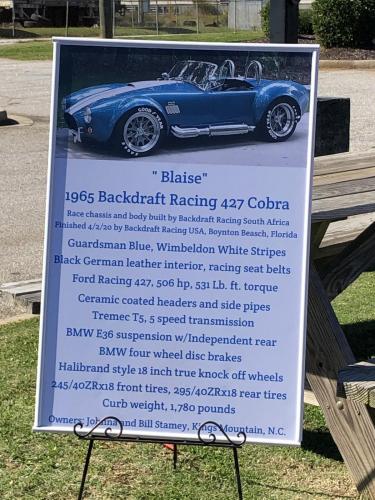 " Blaise"
1965 Backdraft Racing 427 Cobra
Race chassis and body built by Backdraft Racing South Africa
Finished 4/2/20 by Backdraft Racing USA, Boynton Beach, Florida
Guardsman Blue, Wimbeldon White Stripes
Black German leather interior, racing seat belts
Ford Racing 427, 506 hp, 531 Lb. ft. torque
Ceramic coated headers and side pipes
Tremec T5, 5 speed transmission
BMW E36 suspension w/Independent rear
BMW four wheel disc brakes
Halibrand style 18 inch true knock off wheels
245/40ZRx18 front tires, 295/40ZRx18 rear tires
Curb weight, 1,780 pounds
Owners: Johnna and Bill Stamey, Kings Mountain, N.C.